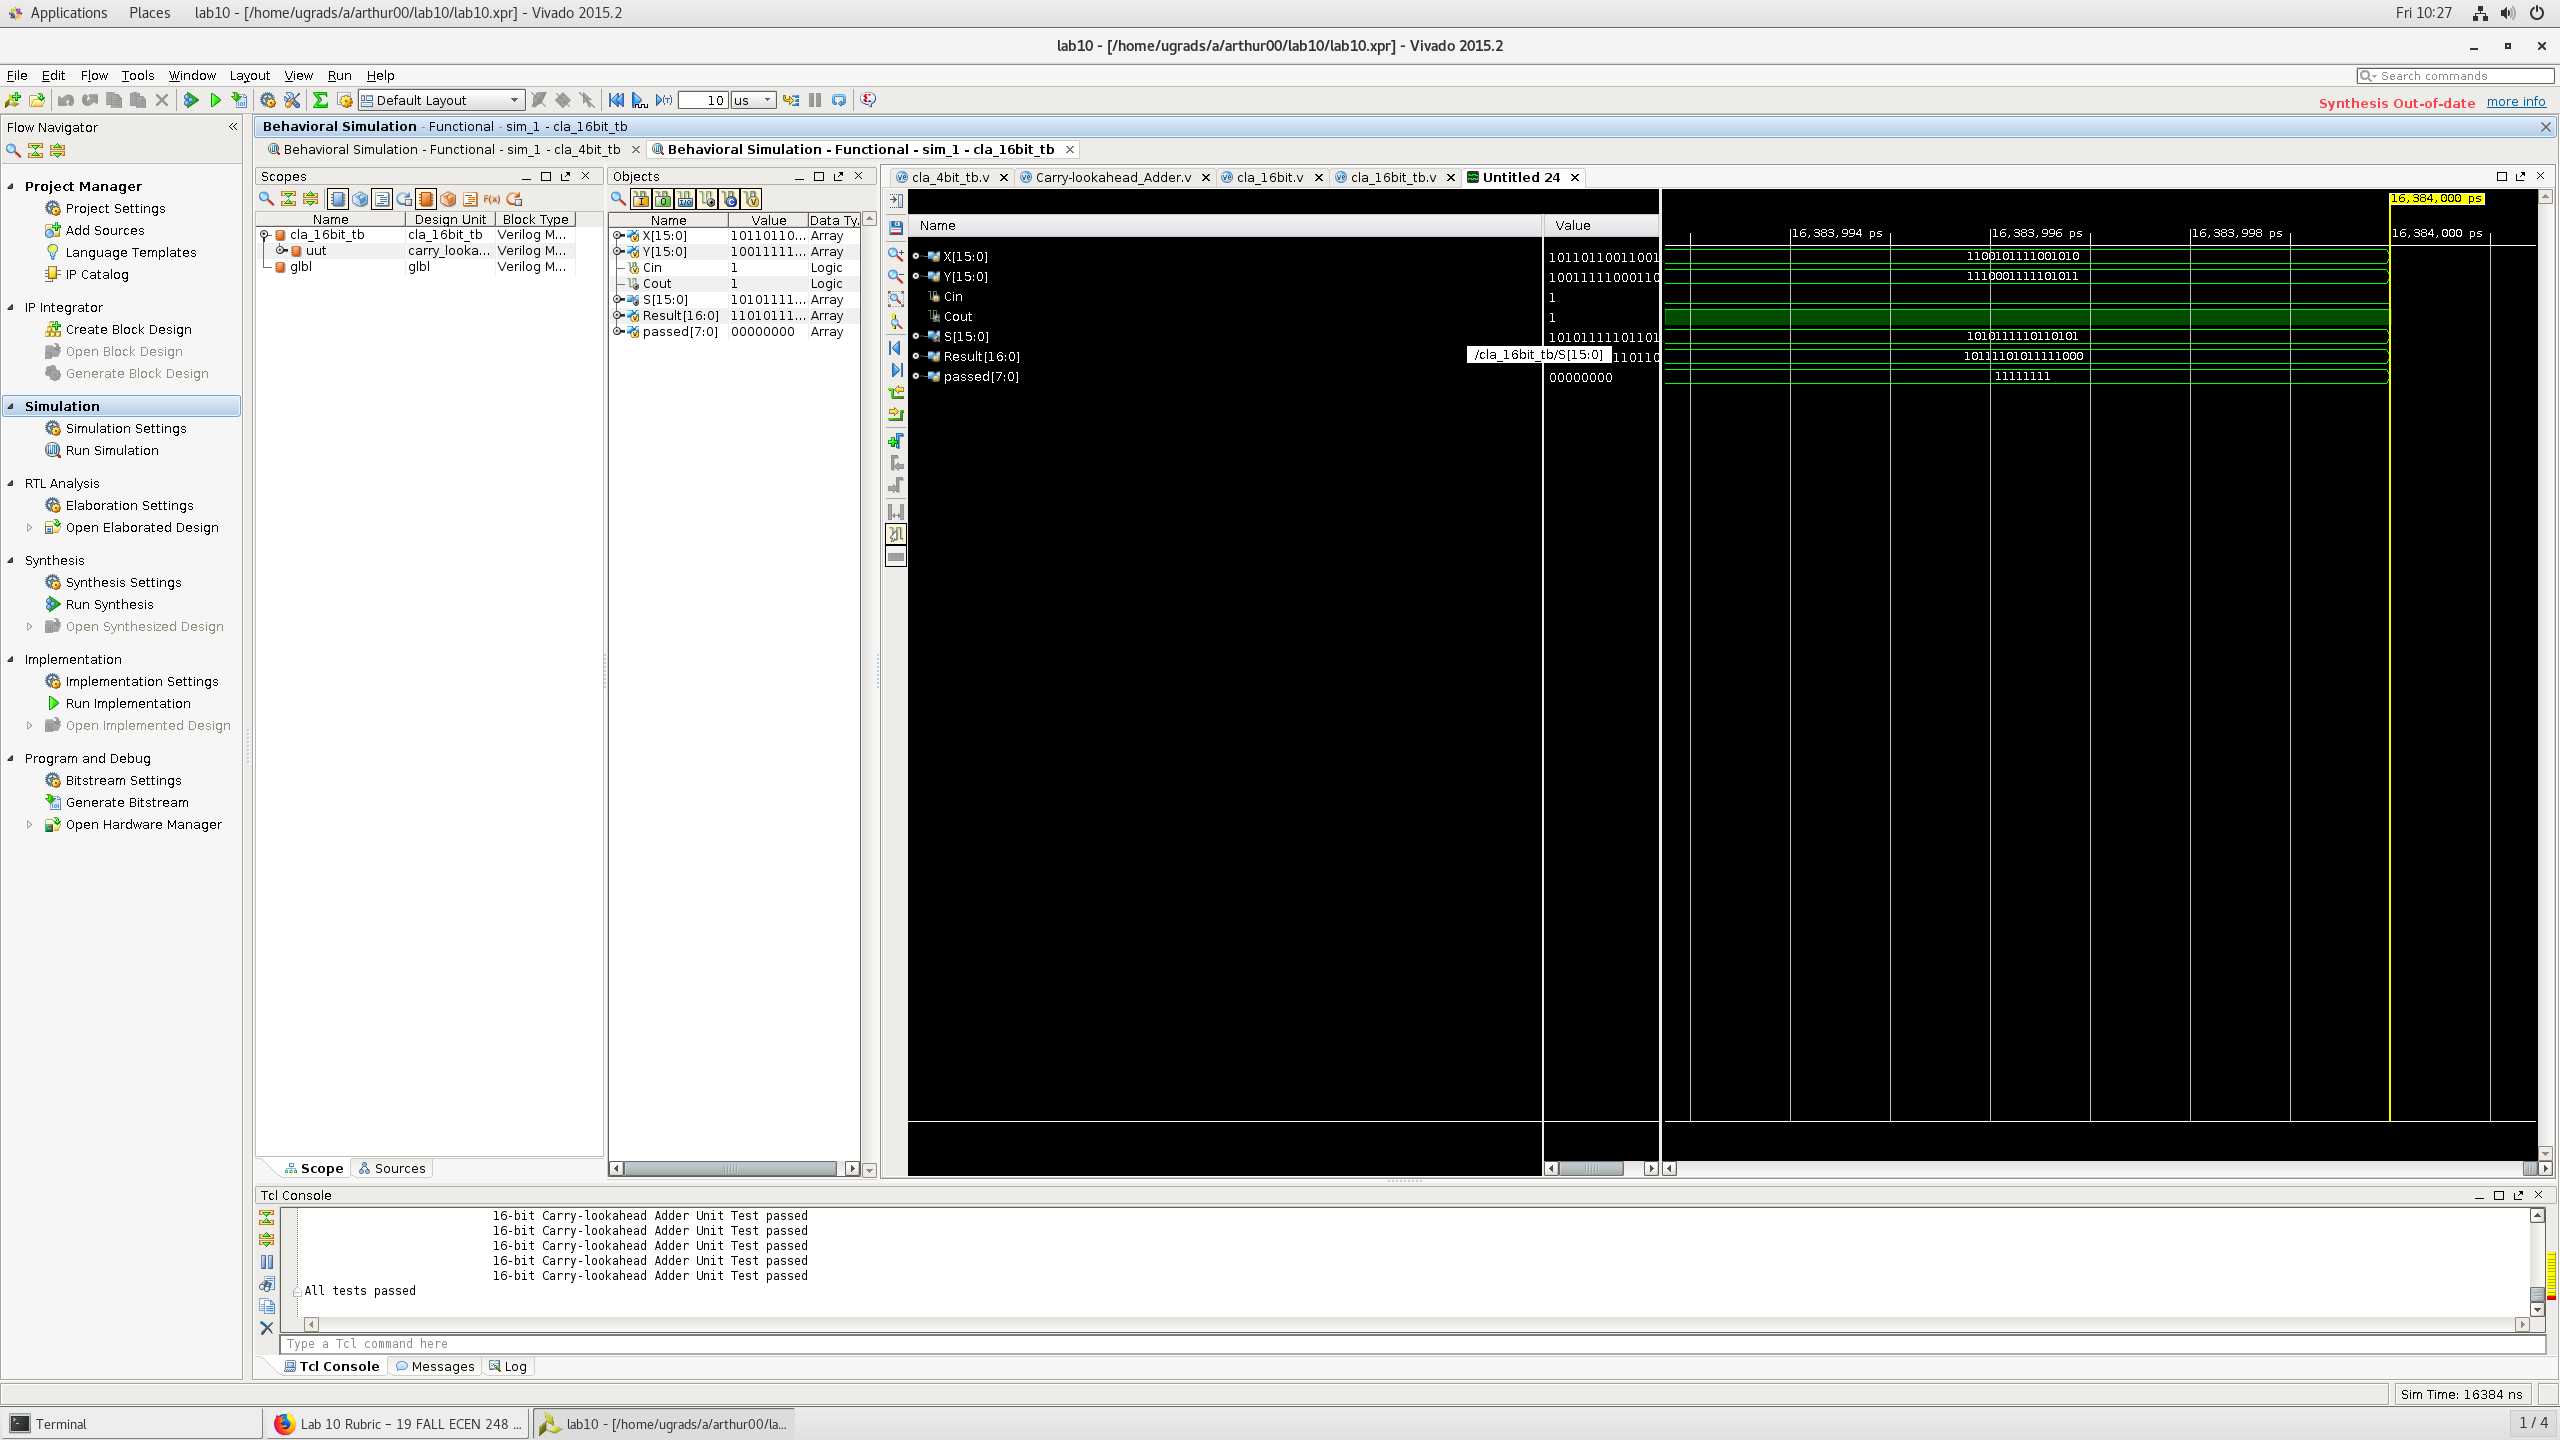 Applications Places lab10 - [/home/ugrads/a/arthur00/lab10/lab10.xpr] - Vivado 2015.2 Fri 10:27
lab10 - [/home/ugrads/a/arthur00/lab10/lab10.xpr] - Vivado 2015.2
File Edit Flow Tools Window Layout View Run Help Search commands
Default Layout 10 us Synthesis Out-of-date more info
Flow Navigator
Behavioral Simulation - Functional - sim_1 - cla_16bit_tb
Behavioral Simulation - Functional - sim_1 - cla_4bit_tb
Behavioral Simulation - Functional - sim_1 - cla_16bit_tb
Project Manager
Project Settings
Add Sources
Language Templates
IP Catalog
IP Integrator
Create Block Design
Open Block Design
Generate Block Design
Simulation
Simulation Settings
Run Simulation
RTL Analysis
Elaboration Settings
Open Elaborated Design
Synthesis
Synthesis Settings
Run Synthesis
Open Synthesized Design
Implementation
Implementation Settings
Run Implementation
Open Implemented Design
Program and Debug
Bitstream Settings
Generate Bitstream
Open Hardware Manager
Scopes
Name Design Unit Block Type
cla_16bit_tb cla_16bit_tb Verilog M...
uut carry_looka... Verilog M...
glbl glbl Verilog M...
Scope Sources
Objects
Name Value Data Ty.
X[15:0] 10110110... Array
Y[15:0] 10011111... Array
Cin 1 Logic
Cout 1 Logic
S[15:0] 10101111... Array
Result[16:0] 11010111... Array
passed[7:0] 00000000 Array
cla_4bit_tb.v Carry-lookahead_Adder.v cla_16bit.v cla_16bit_tb.v Untitled 24
16,384,000 ps
Name Value
16,383,994 ps 16,383,996 ps 16,383,998 ps 16,384,000 ps
X[15:0] 10110110011001 1100101111001010
Y[15:0] 10011111000110 1110001111101011
Cin 1
Cout 1
S[15:0] 10101111101101 1010111110110101
/cla_16bit_tb/S[15:0]
Result[16:0] 110110 10111101011111000
passed[7:0] 00000000 11111111
Tcl Console
16-bit Carry-lookahead Adder Unit Test passed
16-bit Carry-lookahead Adder Unit Test passed
16-bit Carry-lookahead Adder Unit Test passed
16-bit Carry-lookahead Adder Unit Test passed
16-bit Carry-lookahead Adder Unit Test passed
All tests passed
Type a Tcl command here
Tcl Console Messages Log
Sim Time: 16384 ns
Terminal Lab 10 Rubric – 19 FALL ECEN 248 ... lab10 - [/home/ugrads/a/arthur00/la... 1 / 4